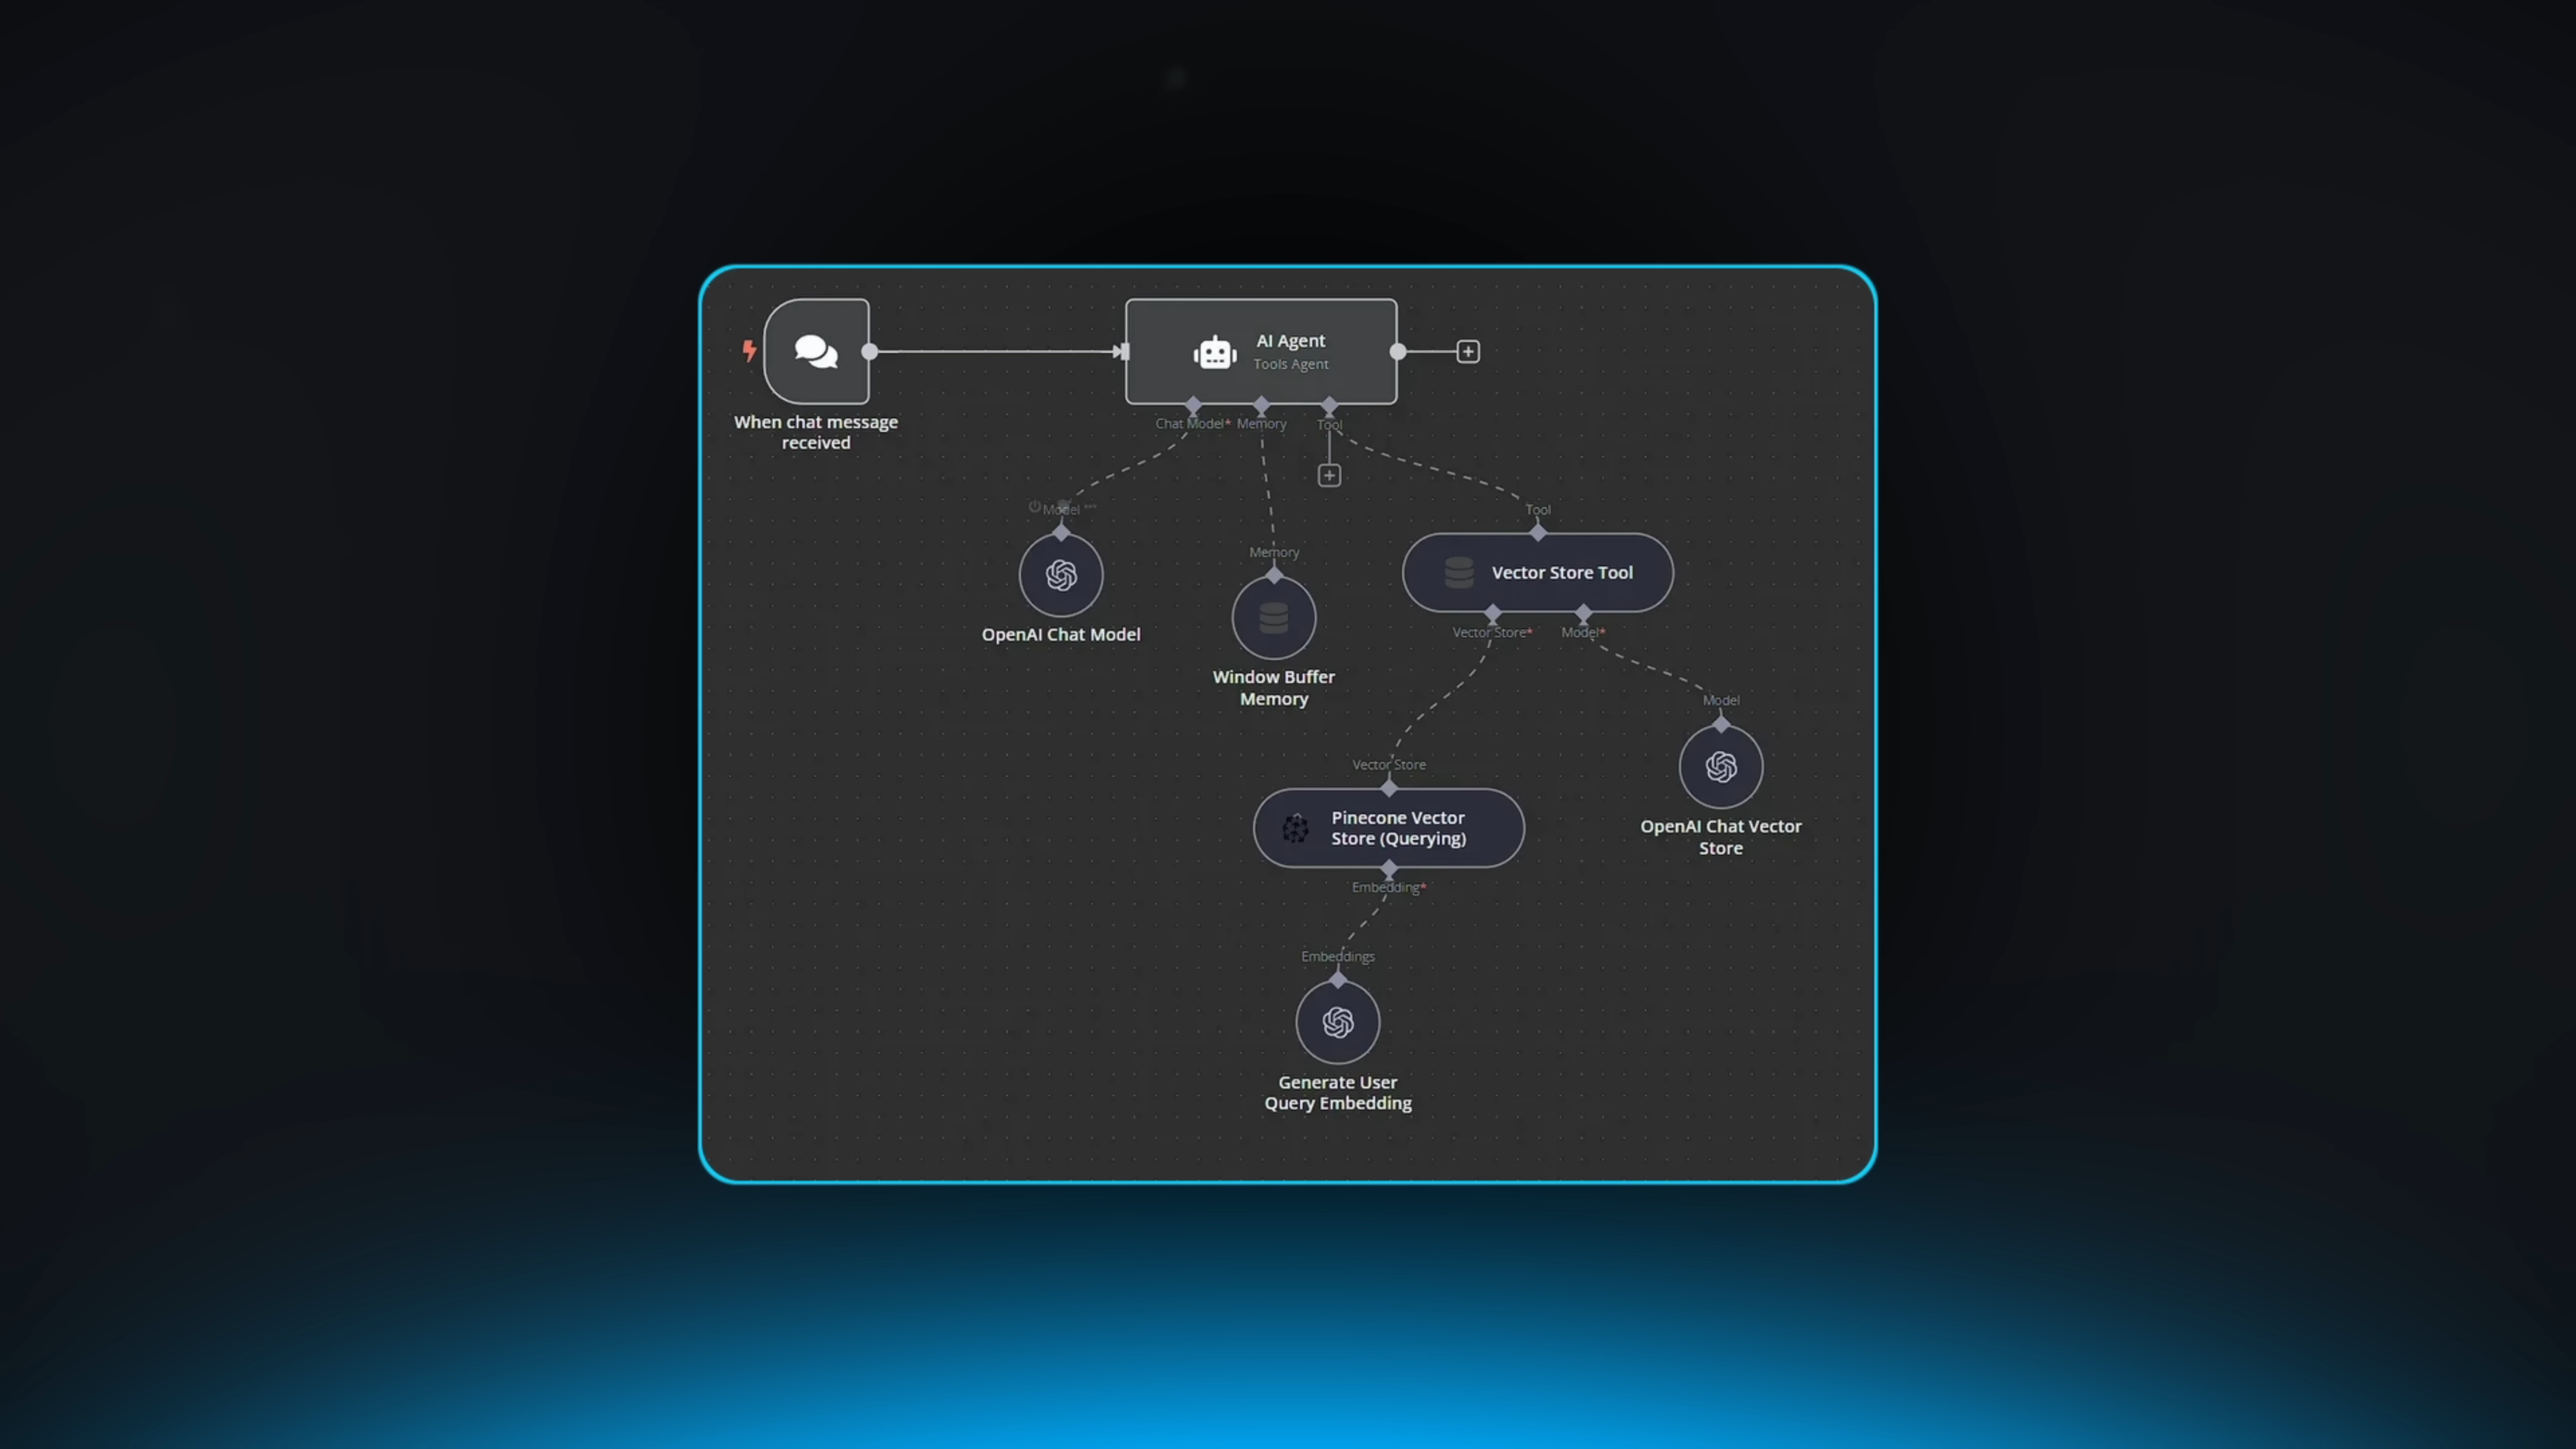 AI Agent
Tools Agent
When chat message
received
Chat Model*
Memory
Tool
Model
Tool
Memory
OpenAI Chat Model
Vector Store Tool
Vector Store*
Model*
Window Buffer
Memory
Model
Vector Store
Pinecone Vector
Store (Querying)
OpenAI Chat Vector
Store
Embedding*
Embeddings
Generate User
Query Embedding